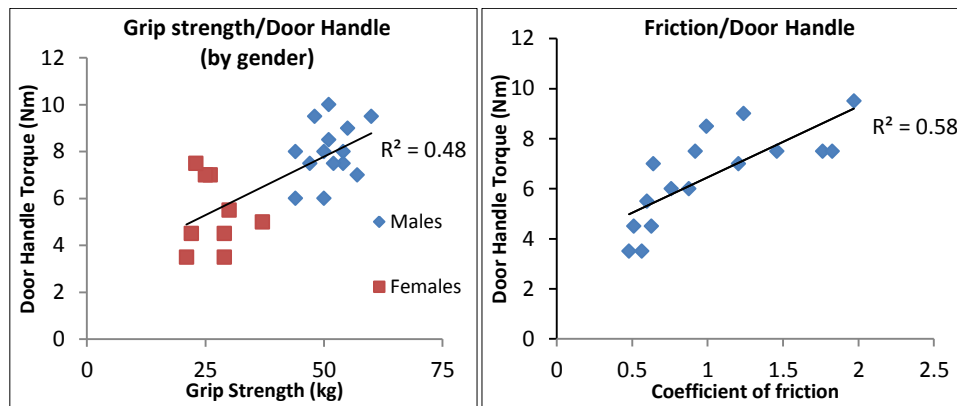 Grip strength/Door Handle
(by gender)
Door Handle Torque (Nm)
12
10
8
6
4
2
0
R² = 0.48
Males
Females
0
25
50
75
Grip Strength (kg)
Friction/Door Handle
Door Handle Torque (Nm)
12
10
8
6
4
2
0
R² = 0.58
0
0.5
1
1.5
2
2.5
Coefficient of friction